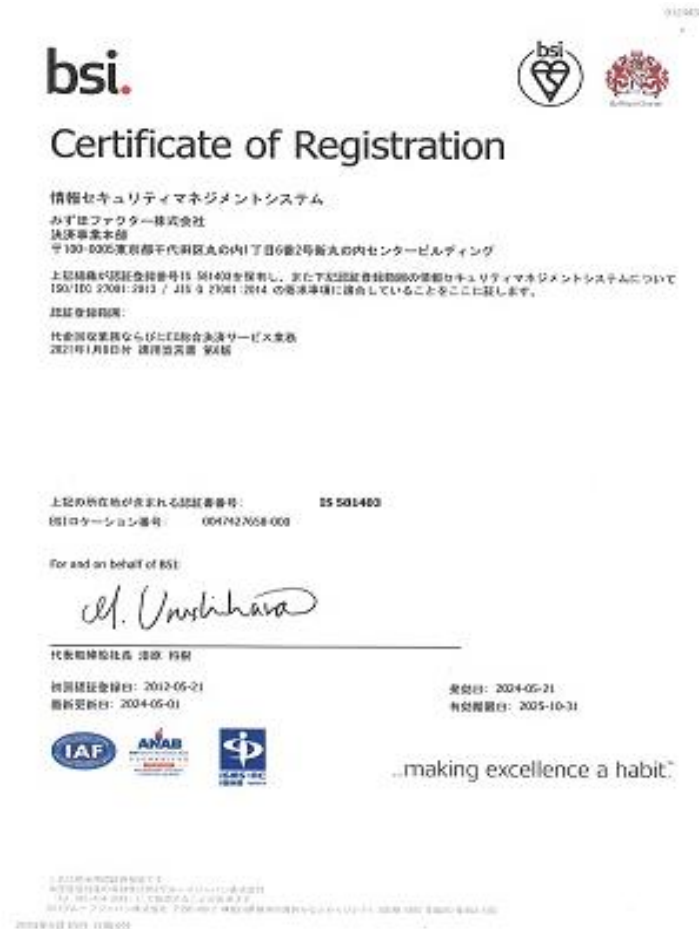 bsi.
bsi
Certificate of Registration
情報セキュリティマネジメントシステム
みずほファクター株式会社
決済事業本部
〒100-0005東京都千代田区丸の内1丁目6番2号新丸の内センタービルディング
上記組織が認証登録番号IS 581403を保有し、また下記認証登録範囲の情報セキュリティマネジメントシステムについて
ISO/IEC 27001:2013 / JIS Q 27001:2014 の要求事項に適合していることをここに証します。
認証登録範囲:
代金回収業務ならびにEB総合決済サービス業務
2021年1月8日付 適用宣言書
上記の所在地が含まれる認証書番号: IS 581403
BSIロケーション番号: 0047427658-000
For and on behalf of BSI:
代表取締役社長 漆原
初回認証登録日: 2012-05-21 発効日: 2024-05-21
最新更新日: 2024-05-01 有効期限日: 2025-10-31
IAF
ANAB
ISMS-AC
...making excellence a habit.™